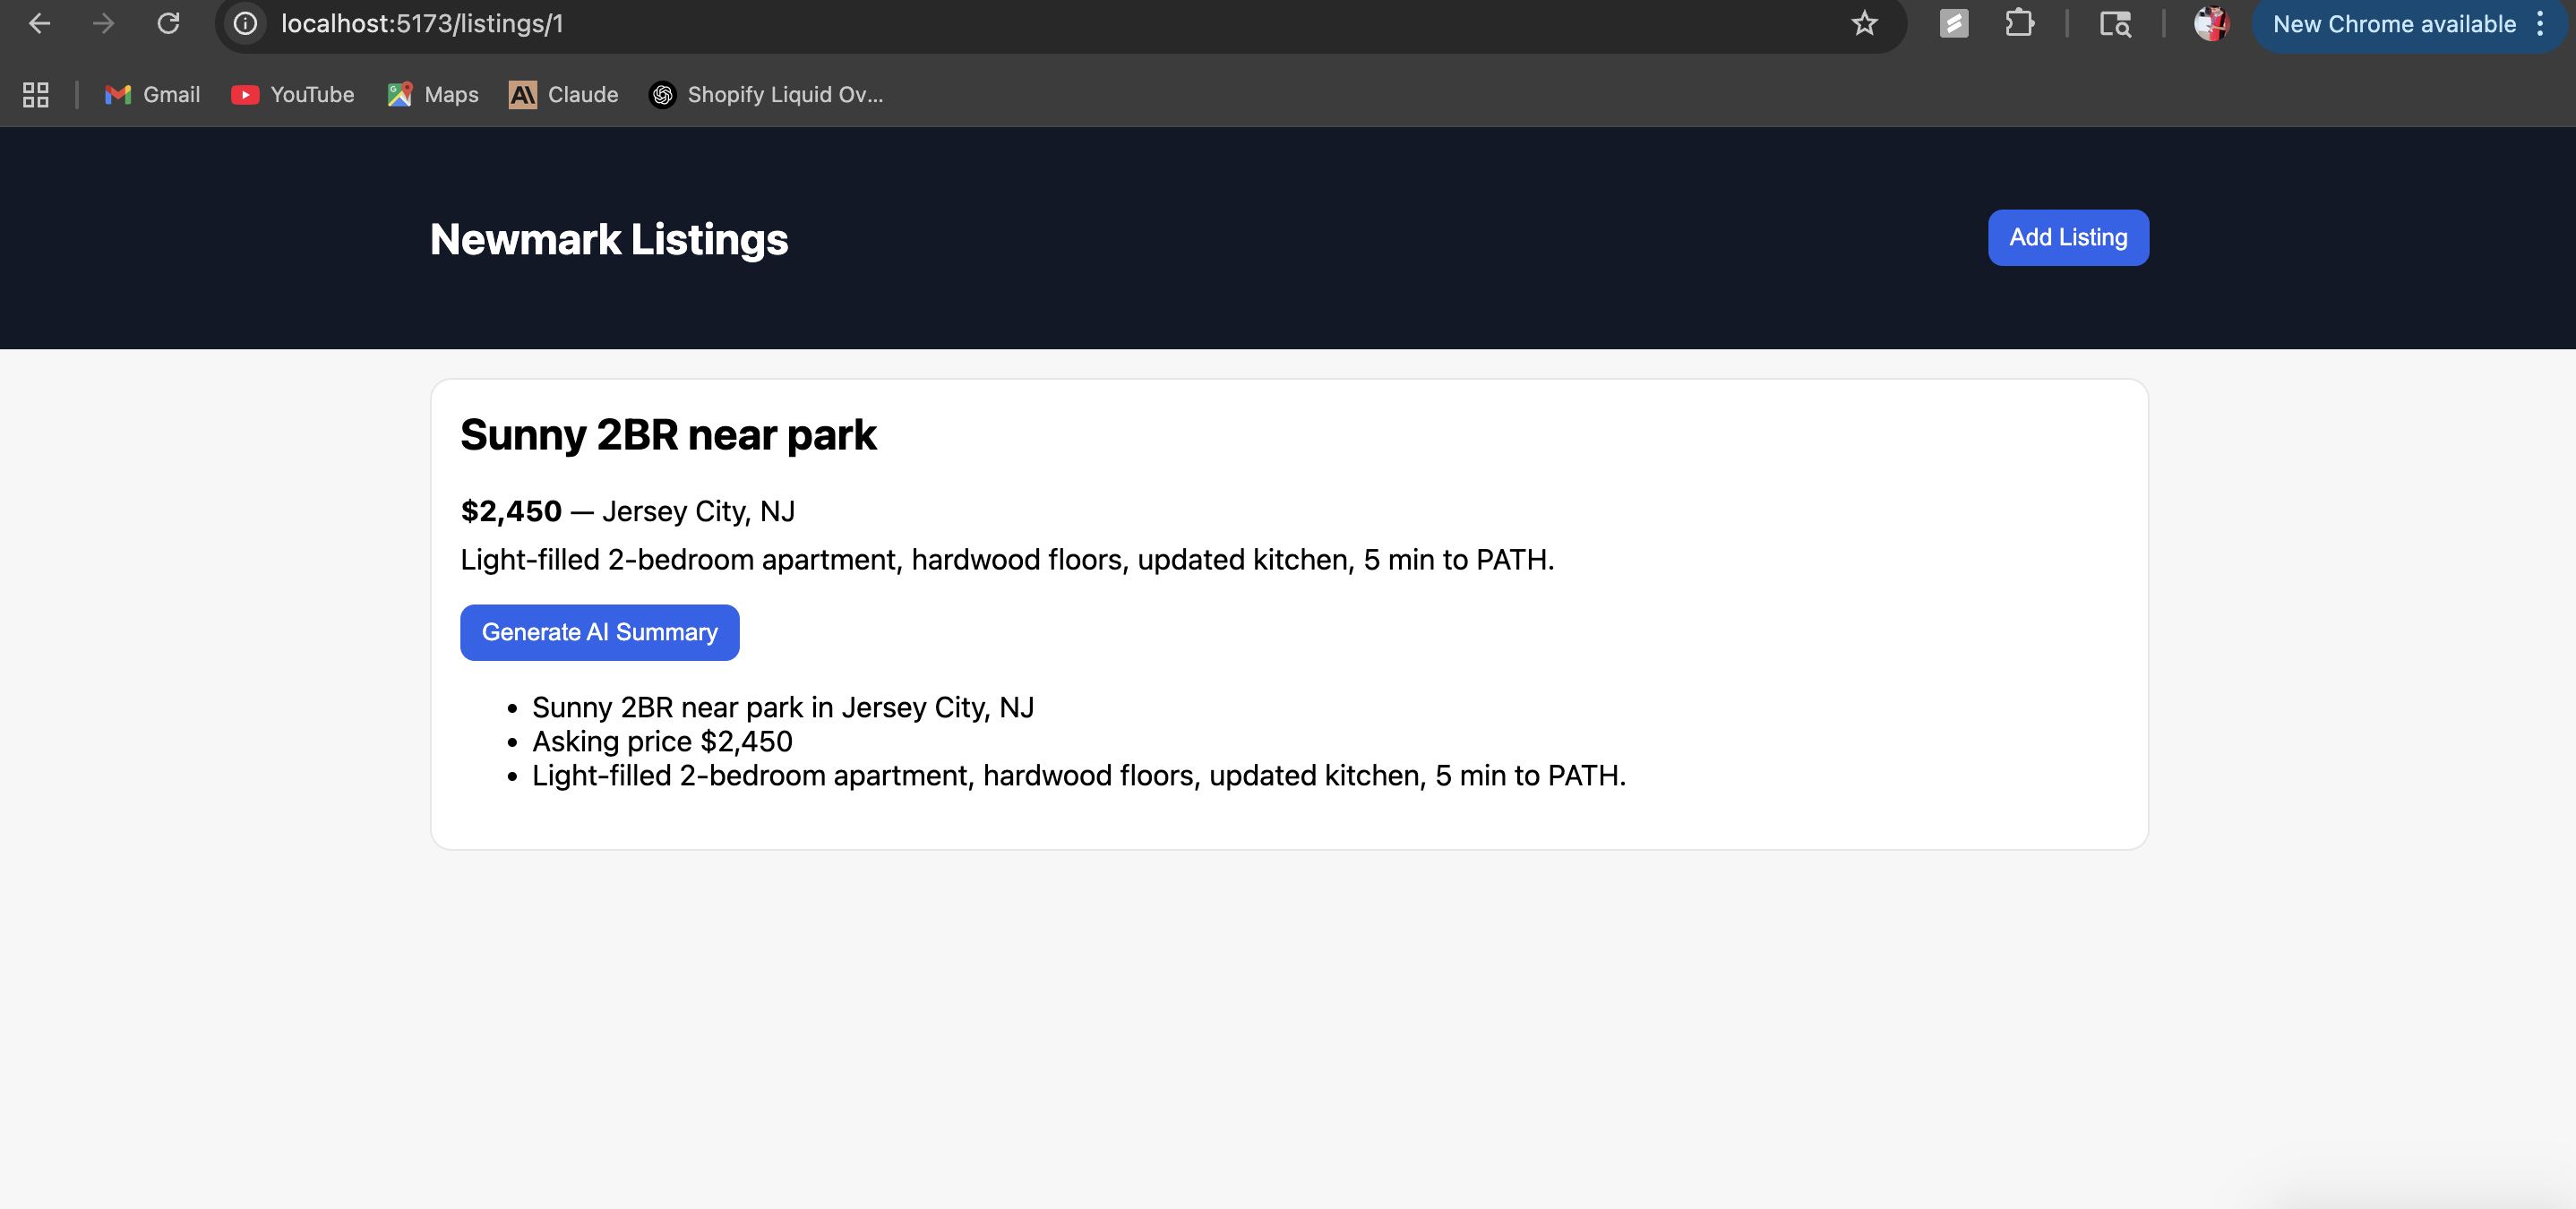 localhost:5173/listings/1
New Chrome available
Gmail
YouTube
Maps
Claude
Shopify Liquid Ov...
Newmark Listings
Add Listing
Sunny 2BR near park
$2,450 — Jersey City, NJ
Light-filled 2-bedroom apartment, hardwood floors, updated kitchen, 5 min to PATH.
Generate AI Summary
• Sunny 2BR near park in Jersey City, NJ
• Asking price $2,450
• Light-filled 2-bedroom apartment, hardwood floors, updated kitchen, 5 min to PATH.